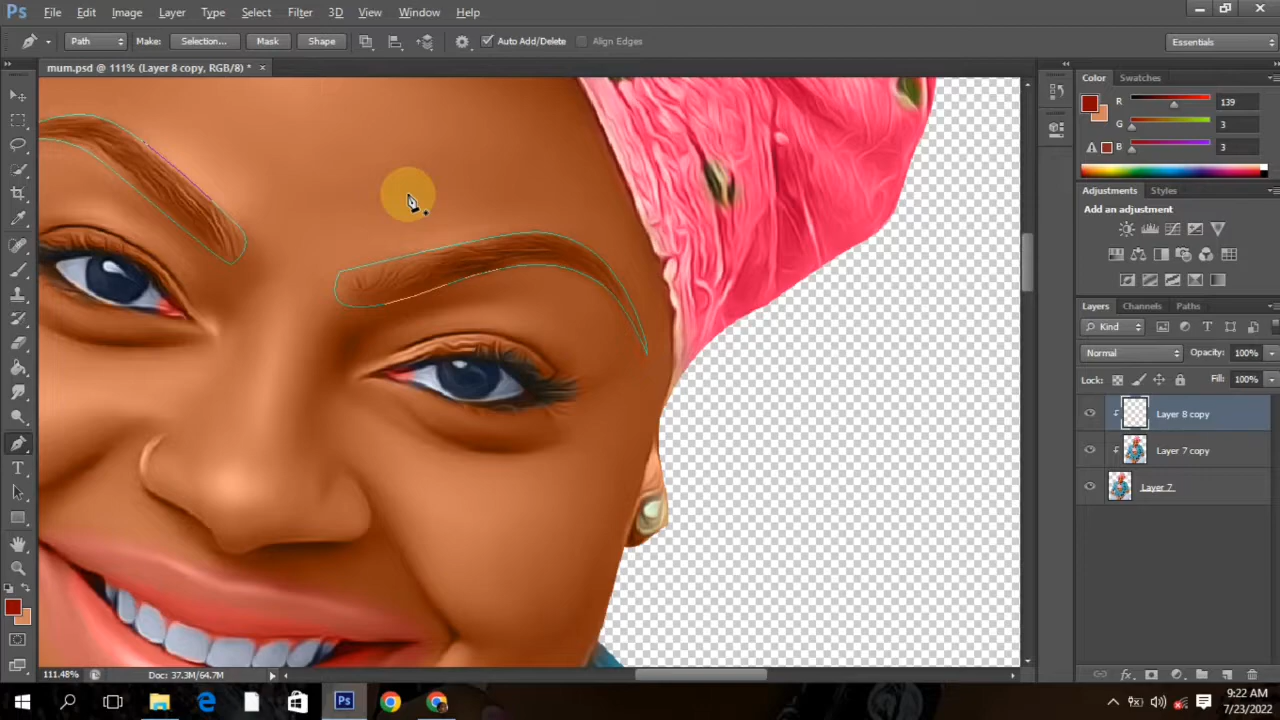 Ps File Edit Image Layer Type Select Filter 3D View Window Help
Path Make: Selection... Mask Shape Auto Add/Delete Align Edges Essentials
mum.psd @ 111% (Layer 8 copy, RGB/8) * ×
Color Swatches
R 139
G 3
B 3
Adjustments Styles
Add an adjustment
Layers Channels Paths
Kind
Normal Opacity: 100%
Lock: Fill: 100%
Layer 8 copy
Layer 7 copy
Layer 7
111.48% Doc: 37.3M/64.7M
Ps 9:22 AM
7/23/2022